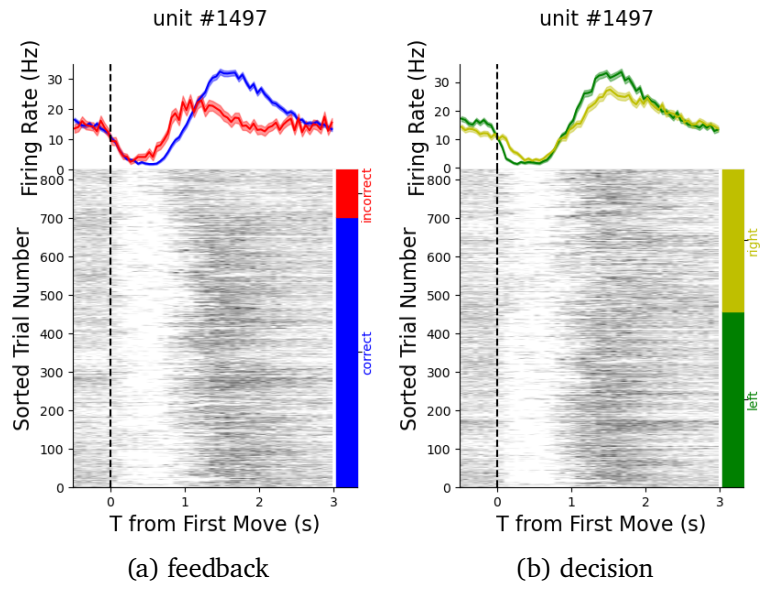 unit #1497
Firing Rate (Hz)
30
20
10
0
Sorted Trial Number
800
700
600
500
400
300
200
100
0
incorrect
correct
0
1
2
3
T from First Move (s)
(a) feedback
unit #1497
Firing Rate (Hz)
30
20
10
0
Sorted Trial Number
800
700
600
500
400
300
200
100
0
right
left
0
1
2
3
T from First Move (s)
(b) decision